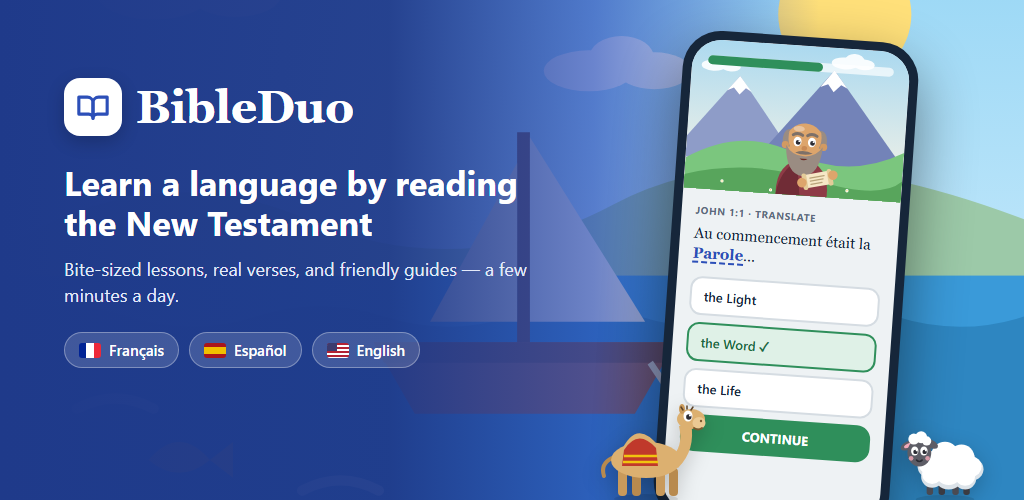 BibleDuo
Learn a language by reading
the New Testament
Bite-sized lessons, real verses, and friendly guides — a few
minutes a day.
Français
Español
English
JOHN 1:1 · TRANSLATE
Au commencement était la
Parole...
the Light
the Word ✓
the Life
CONTINUE